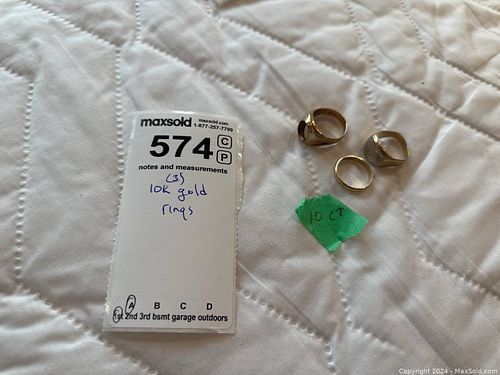 maxsold maxsold.com
1-877-257-7799
574 C
P
notes and measurements
(3)
10K gold
rings
10 CT
A B C D
1st 2nd 3rd bsmt garage outdoors
Copyright 2024 - MaxSold.com